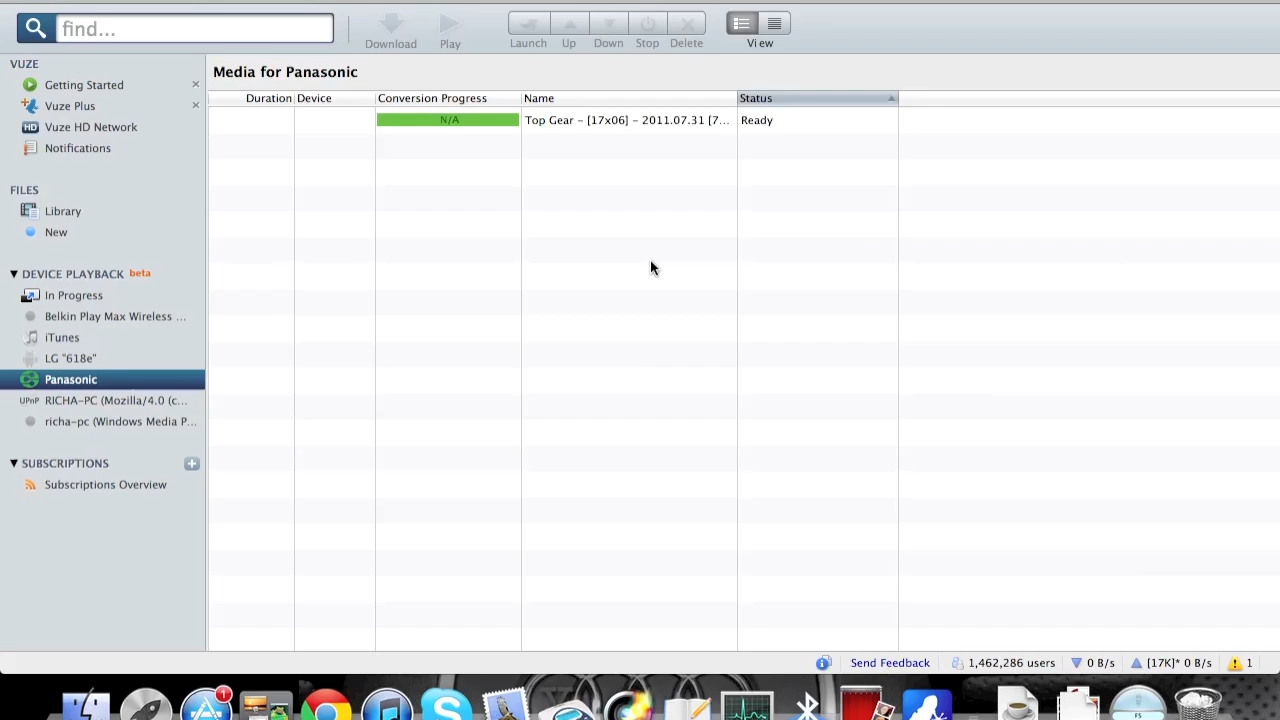 find...
Download
Play
Launch
Up
Down
Stop
Delete
View
VUZE
Getting Started
Vuze Plus
HD Vuze HD Network
Notifications
FILES
Library
New
DEVICE PLAYBACK beta
In Progress
Belkin Play Max Wireless ...
iTunes
LG "618e"
Panasonic
UPnP RICHA-PC (Mozilla/4.0 (c...
richa-pc (Windows Media P...
SUBSCRIPTIONS
Subscriptions Overview
Media for Panasonic
Duration Device Conversion Progress Name Status
N/A Top Gear - [17x06] - 2011.07.31 [7... Ready
Send Feedback 1,462,286 users 0 B/s [17K]* 0 B/s 1
1
F5